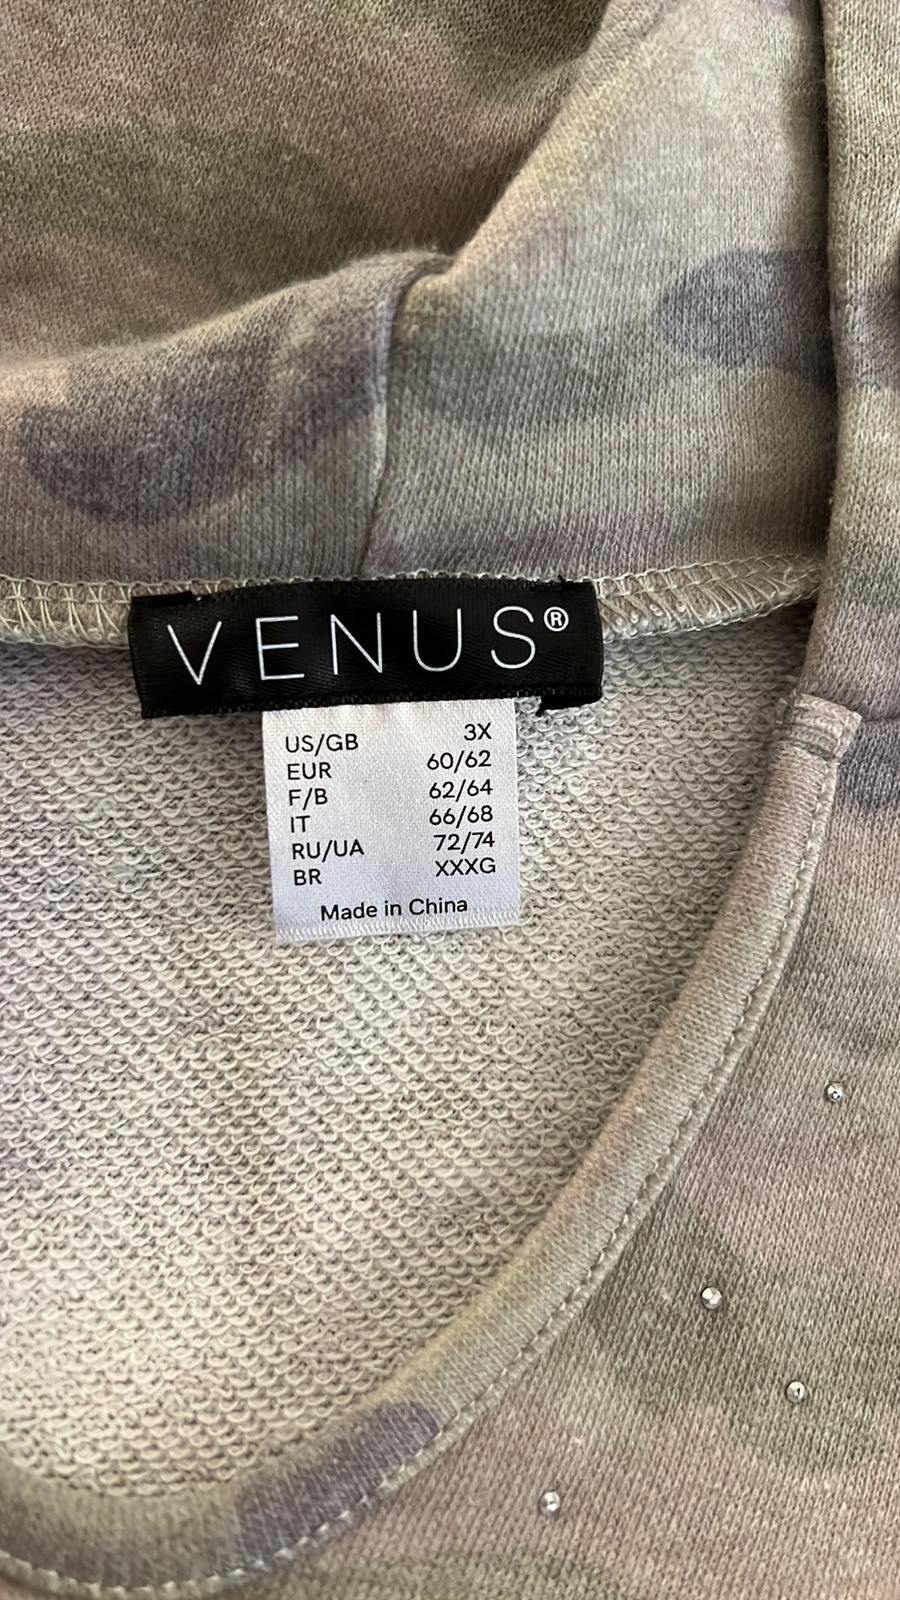 VENUS®
US/GB 3X
EUR 60/62
F/B 62/64
IT 66/68
RU/UA 72/74
BR XXXG
Made in China